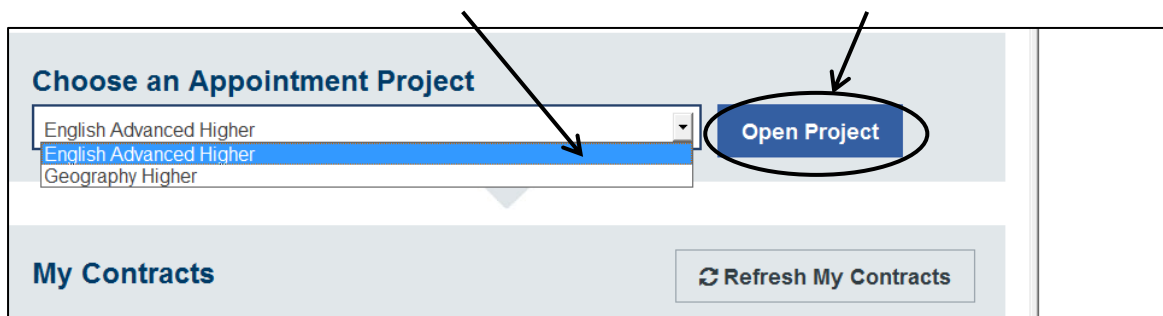 Choose an Appointment Project
English Advanced Higher
Open Project
English Advanced Higher
Geography Higher
My Contracts
Refresh My Contracts